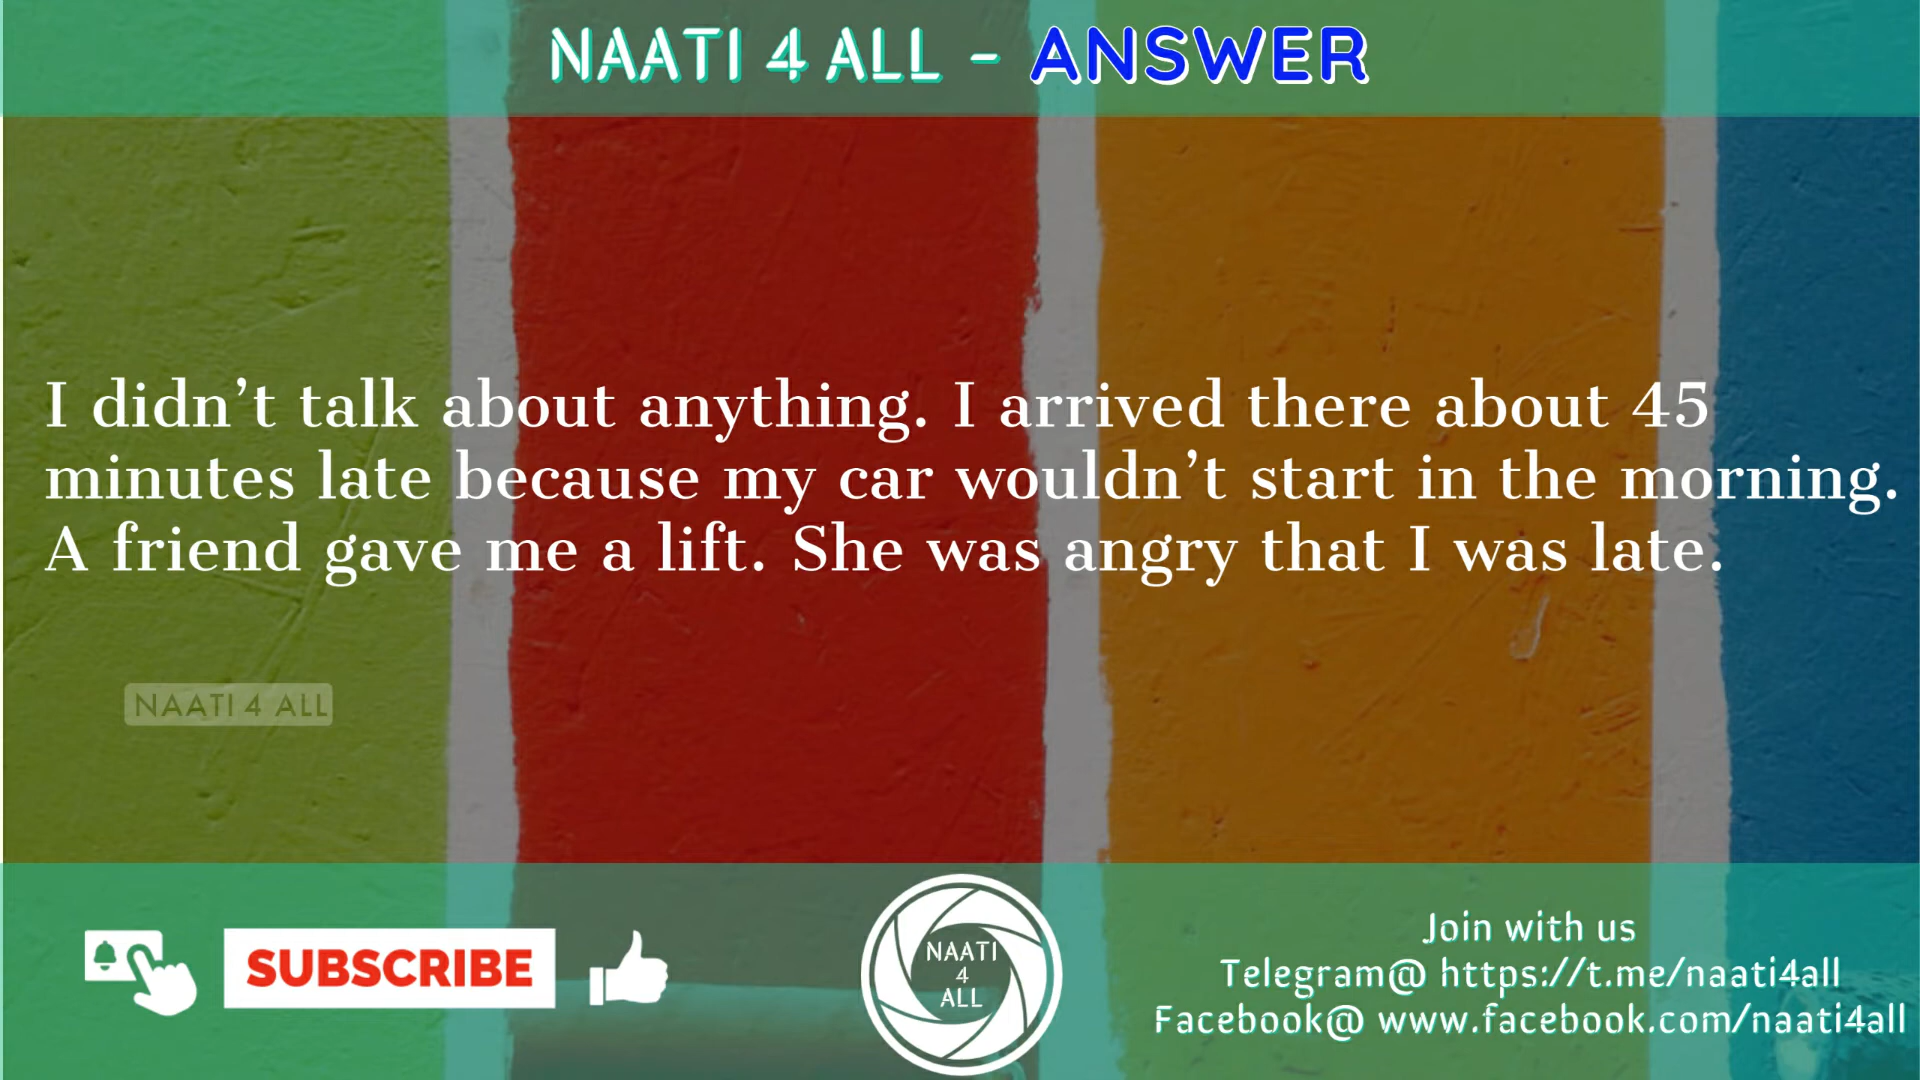 NAATI 4 ALL - ANSWER
I didn’t talk about anything. I arrived there about 45
minutes late because my car wouldn’t start in the morning.
A friend gave me a lift. She was angry that I was late.
NAATI 4 ALL
SUBSCRIBE
NAATI
4
ALL
Join with us
Telegram@ https://t.me/naati4all
Facebook@ www.facebook.com/naati4all